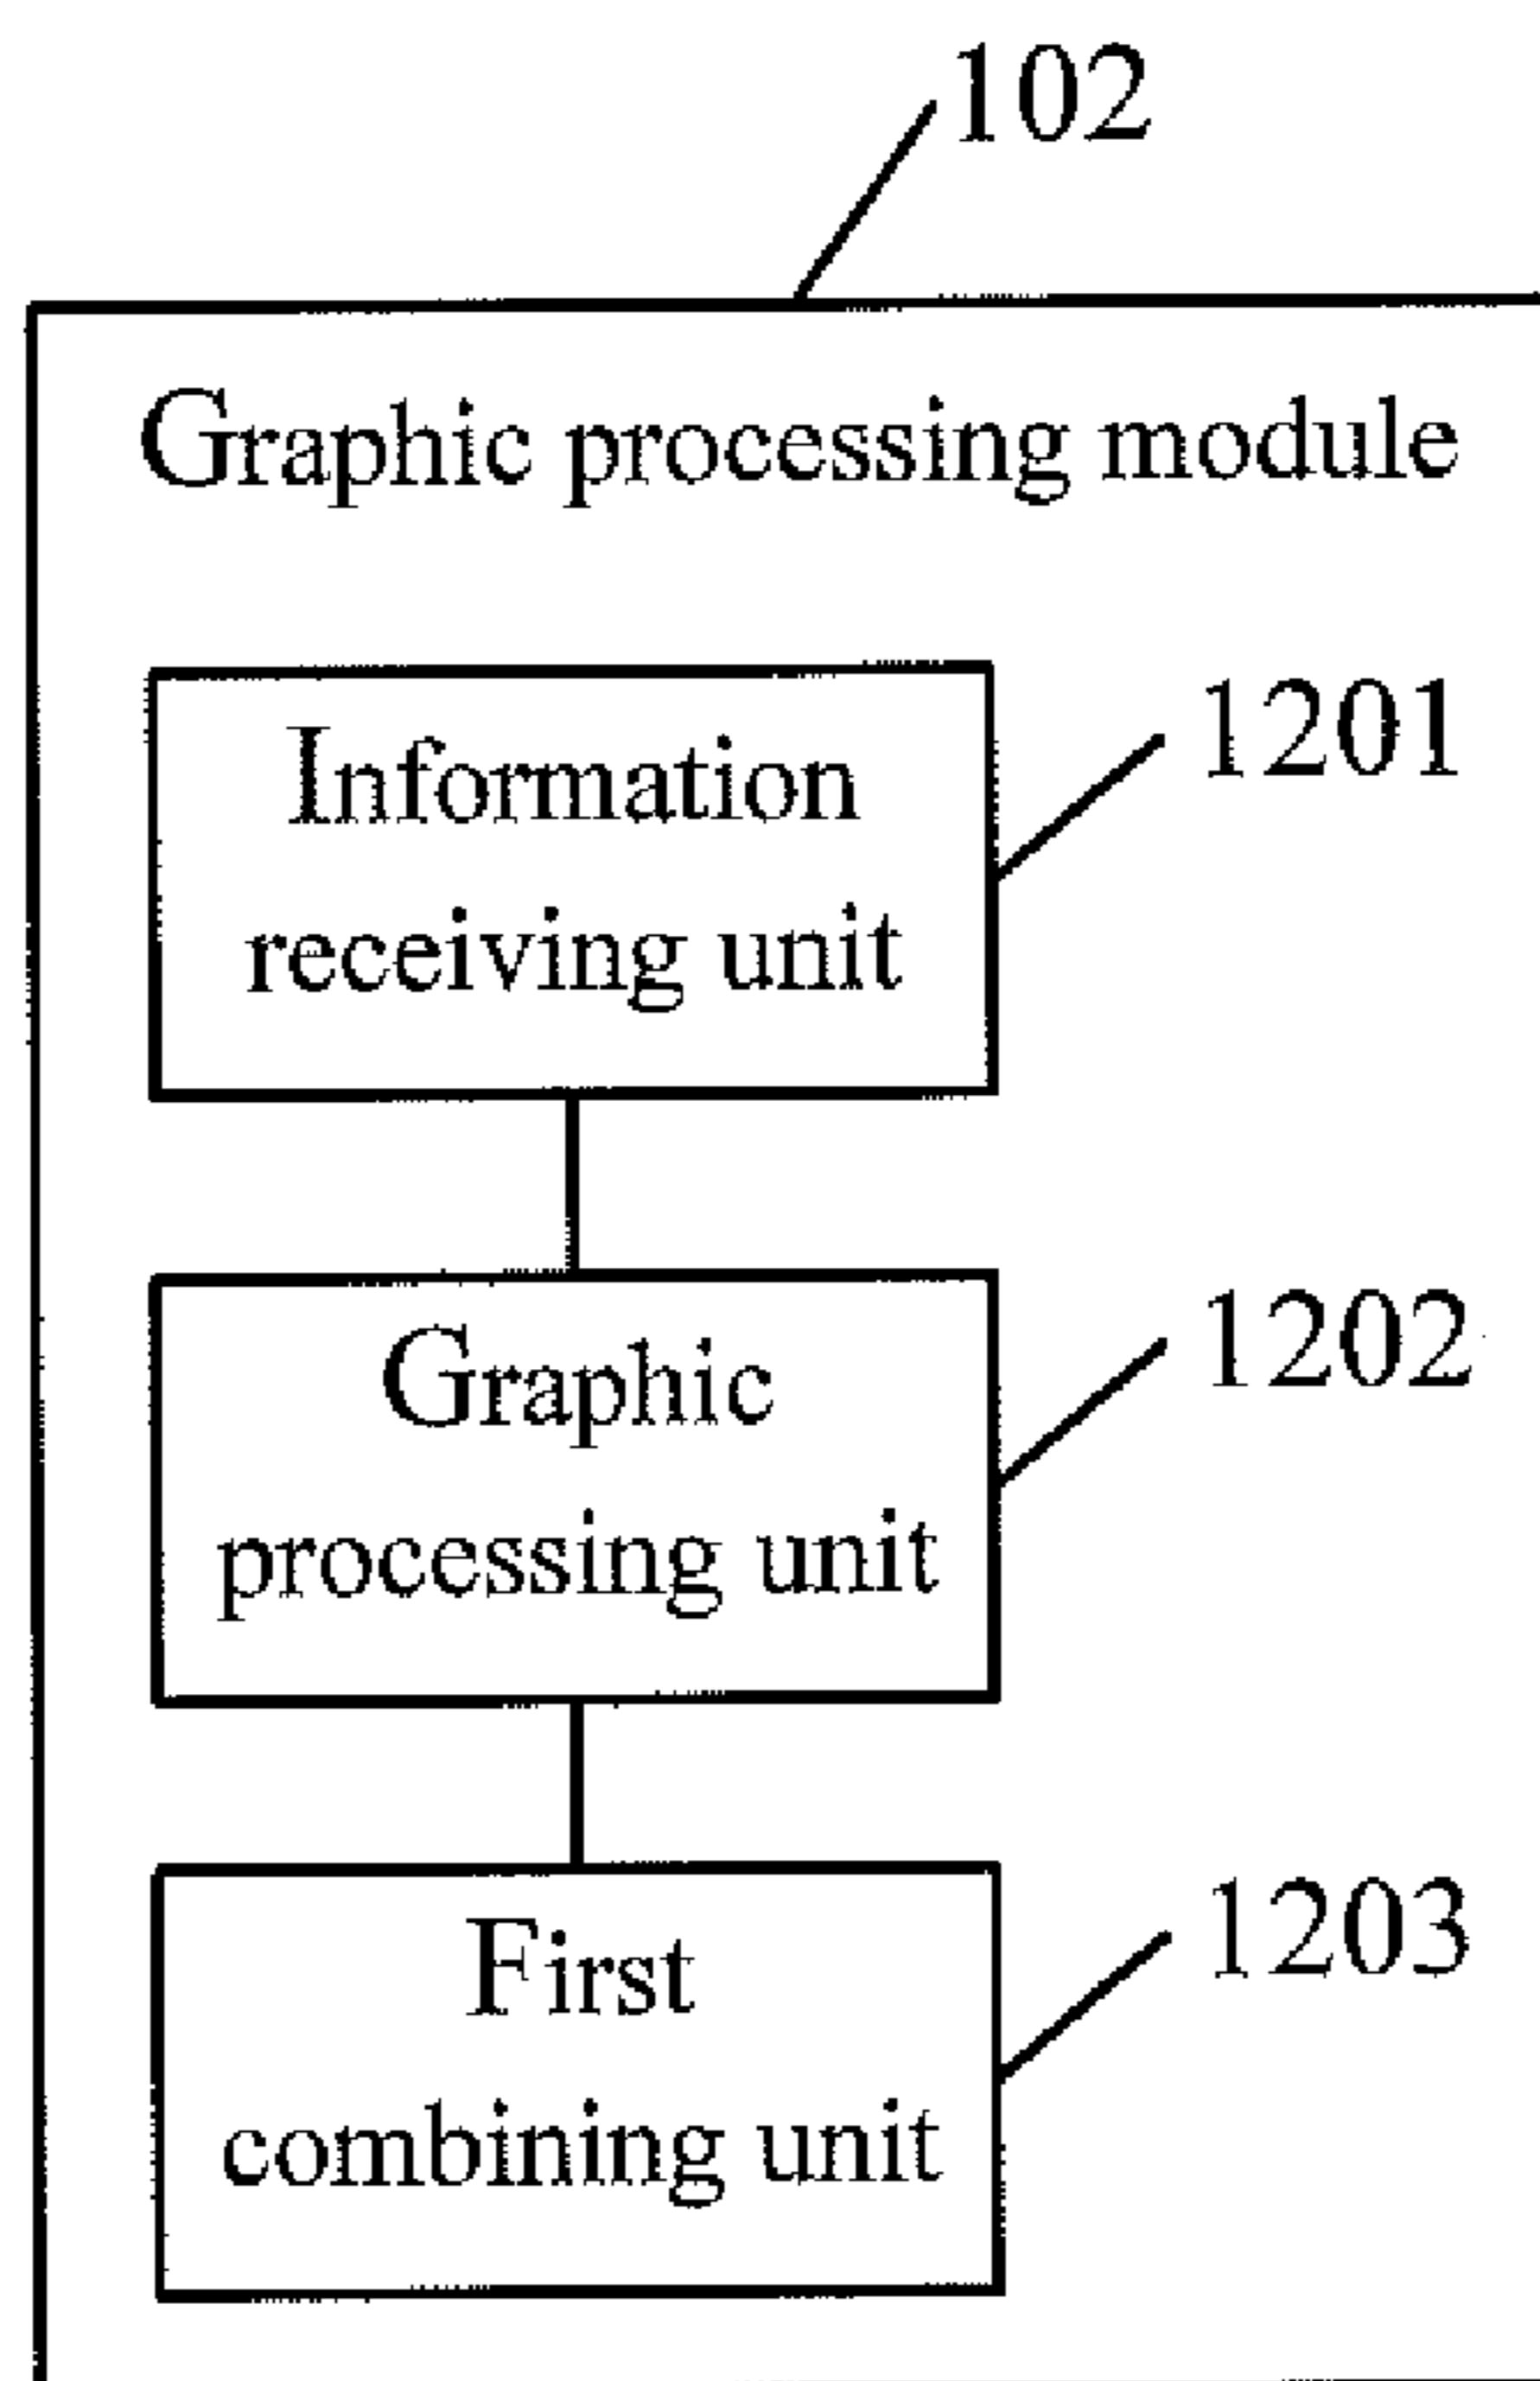 102
Graphic processing module
Information
receiving unit
1201
Graphic
processing unit
1202
First
combining unit
1203